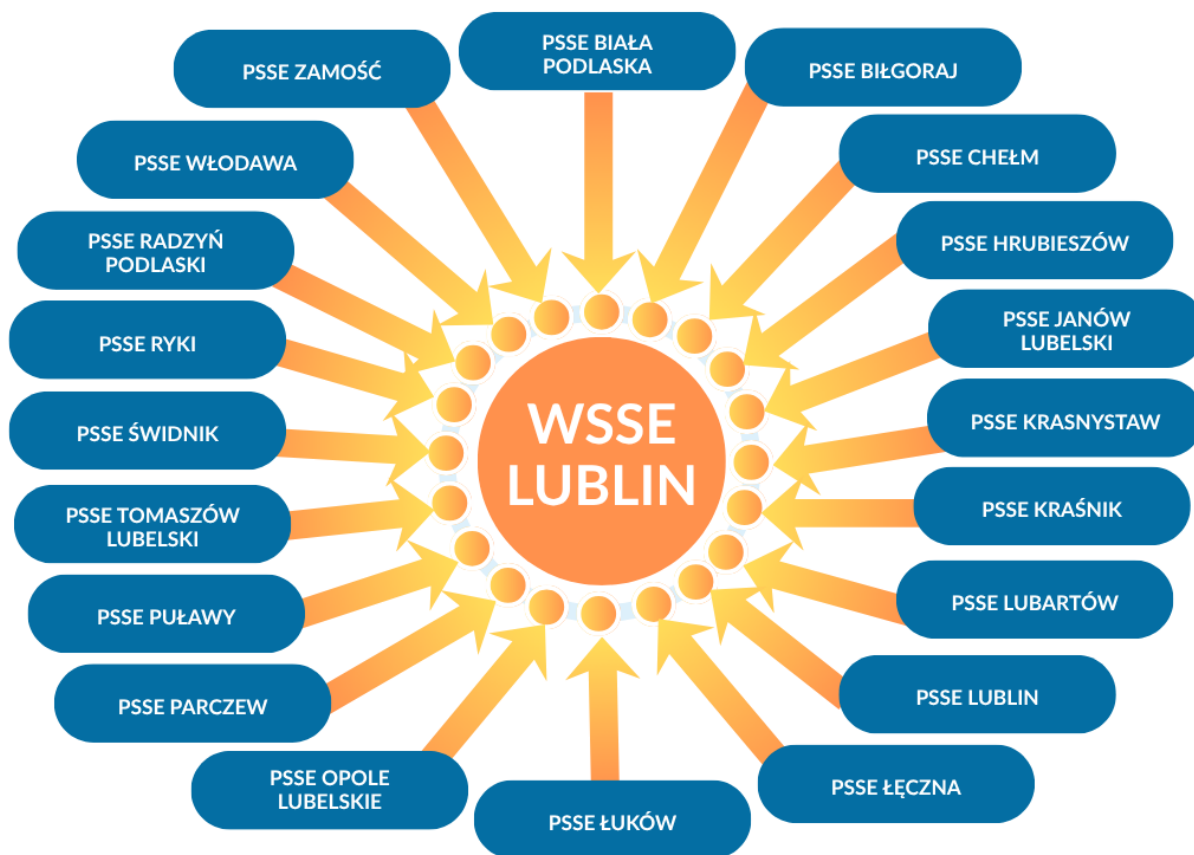 PSSE BIAŁA
PODLASKA
PSSE BIŁGORAJ
PSSE CHEŁM
PSSE HRUBIESZÓW
PSSE JANÓW
LUBELSKI
PSSE KRASNYSTAW
PSSE KRAŚNIK
PSSE LUBARTÓW
PSSE LUBLIN
PSSE ŁĘCZNA
PSSE ŁUKÓW
PSSE OPOLE
LUBELSKIE
PSSE PARCZEW
PSSE PUŁAWY
PSSE TOMASZÓW
LUBELSKI
PSSE ŚWIDNIK
PSSE RYKI
PSSE RADZYŃ
PODLASKI
PSSE WŁODAWA
PSSE ZAMOŚĆ
WSSE
LUBLIN